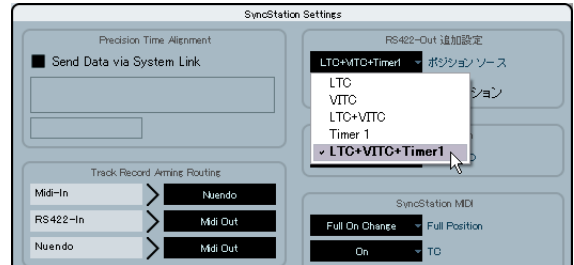 SyncStation Settings
Precision Time Alignment
Send Data via System Link
Track Record Arming Routing
Midi-In
Nuendo
RS422-In
Midi Out
Nuendo
Midi Out
RS422-Out 追加設定
LTC+VITC+Timer1
ポジション ソース
LTC
VITC
LTC+VITC
Timer 1
✓ LTC+VITC+Timer1
SyncStation MIDI
Full On Change
Full Position
On
TC